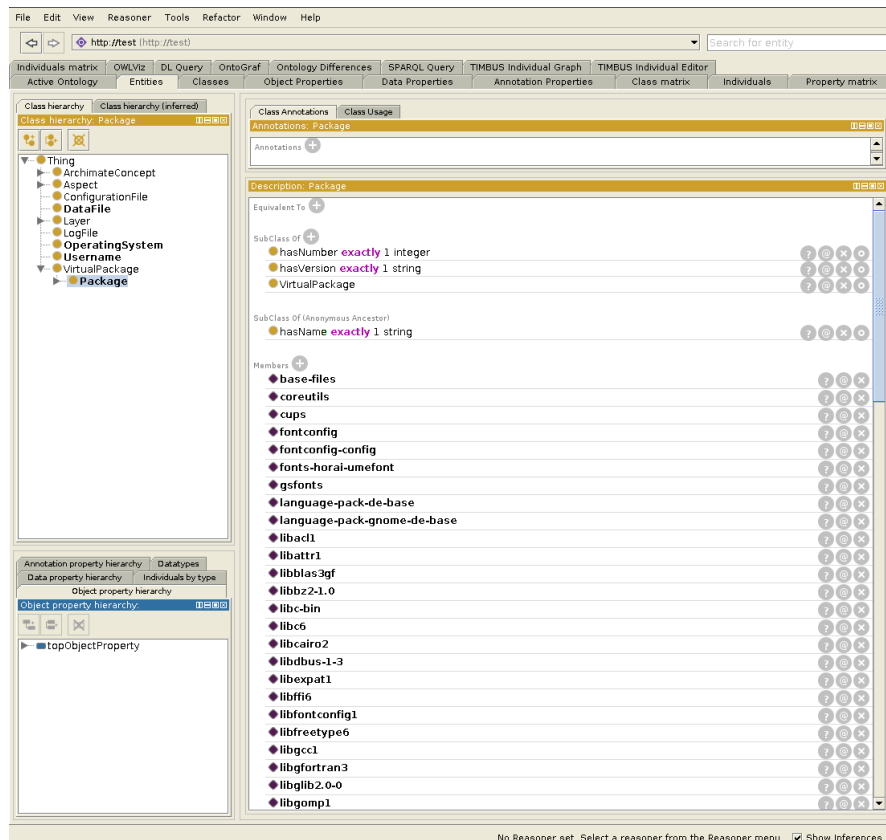 File Edit View Reasoner Tools Refactor Window Help
http://test (http://test)
Search for entity
Individuals matrix OWLViz DL Query OntoGraf Ontology Differences SPARQL Query TIMBUS Individual Graph TIMBUS Individual Editor
Active Ontology Entities Classes Object Properties Data Properties Annotation Properties Class matrix Individuals Property matrix
Class hierarchy Class hierarchy (inferred)
Class hierarchy: Package
Thing
ArchimateConcept
Aspect
ConfigurationFile
DataFile
Layer
LogFile
OperatingSystem
Username
VirtualPackage
Package
Annotation property hierarchy Datatypes
Data property hierarchy Individuals by type
Object property hierarchy
Object property hierarchy:
topObjectProperty
Class Annotations Class Usage
Annotations: Package
Annotations
Description: Package
Equivalent To
SubClass Of
hasNumber exactly 1 integer
hasVersion exactly 1 string
VirtualPackage
SubClass Of (Anonymous Ancestor)
hasName exactly 1 string
Members
base-files
coreutils
cups
fontconfig
fontconfig-config
fonts-horai-umefont
gsfonts
language-pack-de-base
language-pack-gnome-de-base
libacl1
libattr1
libblas3gf
libbz2-1.0
libc-bin
libc6
libcairo2
libdbus-1-3
libexpat1
libffi6
libfontconfig1
libfreetype6
libgcc1
libgfortran3
libglib2.0-0
libgomp1
No Reasoner set. Select a reasoner from the Reasoner menu Show Inferences